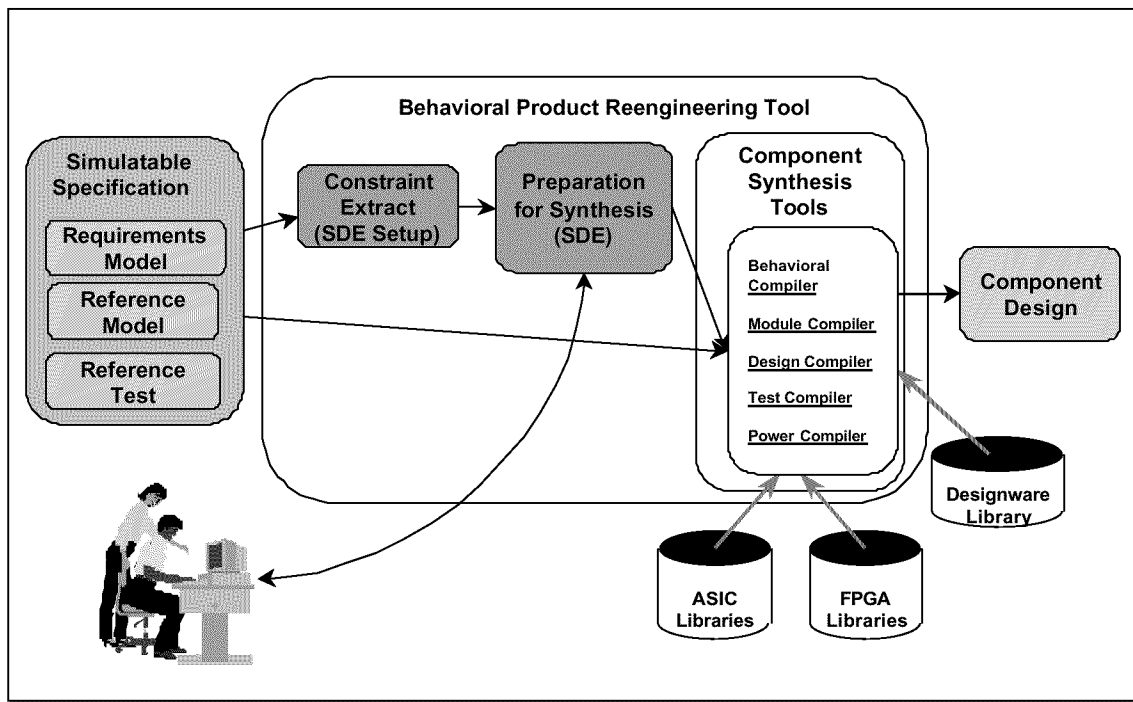 Behavioral Product Reengineering Tool
Simulatable
Specification
Requirements
Model
Reference
Model
Reference
Test
Constraint
Extract
(SDE Setup)
Preparation
for Synthesis
(SDE)
Component
Synthesis
Tools
Behavioral
Compiler
Module Compiler
Design Compiler
Test Compiler
Power Compiler
Component
Design
Designware
Library
ASIC
Libraries
FPGA
Libraries